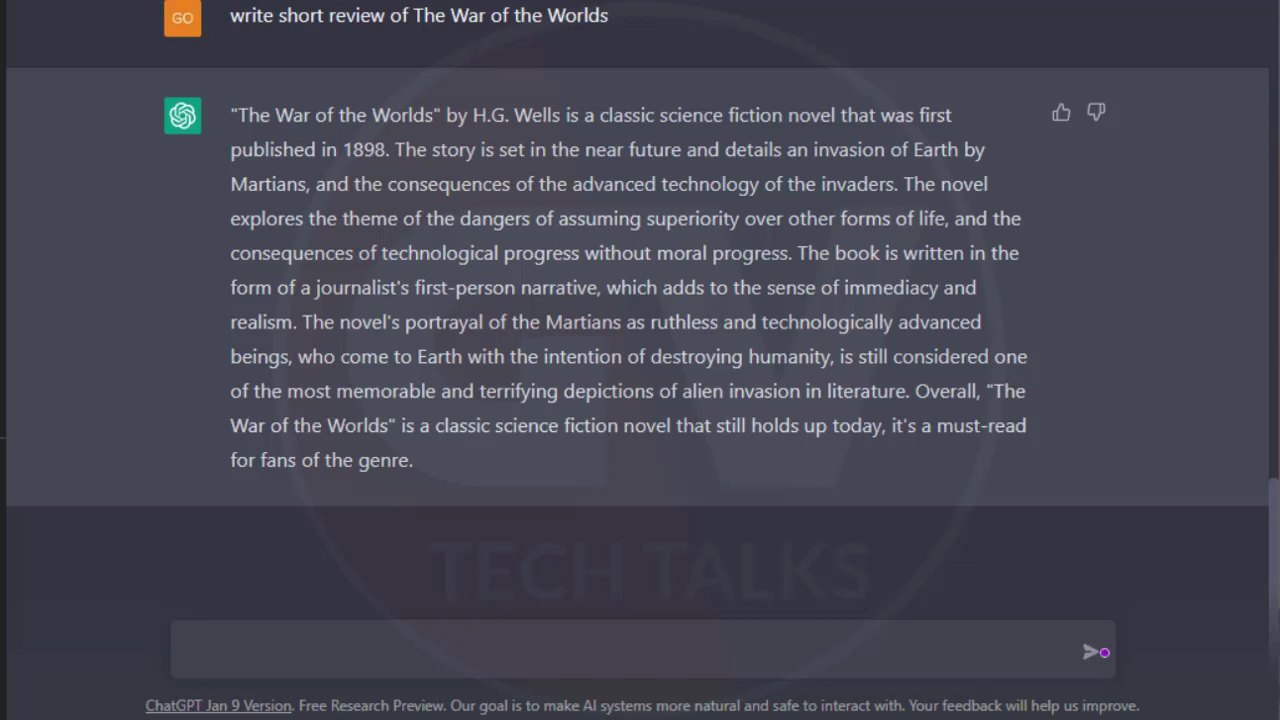 GO
write short review of The War of the Worlds
"The War of the Worlds" by H.G. Wells is a classic science fiction novel that was first
published in 1898. The story is set in the near future and details an invasion of Earth by
Martians, and the consequences of the advanced technology of the invaders. The novel
explores the theme of the dangers of assuming superiority over other forms of life, and the
consequences of technological progress without moral progress. The book is written in the
form of a journalist's first-person narrative, which adds to the sense of immediacy and
realism. The novel's portrayal of the Martians as ruthless and technologically advanced
beings, who come to Earth with the intention of destroying humanity, is still considered one
of the most memorable and terrifying depictions of alien invasion in literature. Overall, "The
War of the Worlds" is a classic science fiction novel that still holds up today, it's a must-read
for fans of the genre.
TECH TALKS
ChatGPT Jan 9 Version. Free Research Preview. Our goal is to make AI systems more natural and safe to interact with. Your feedback will help us improve.